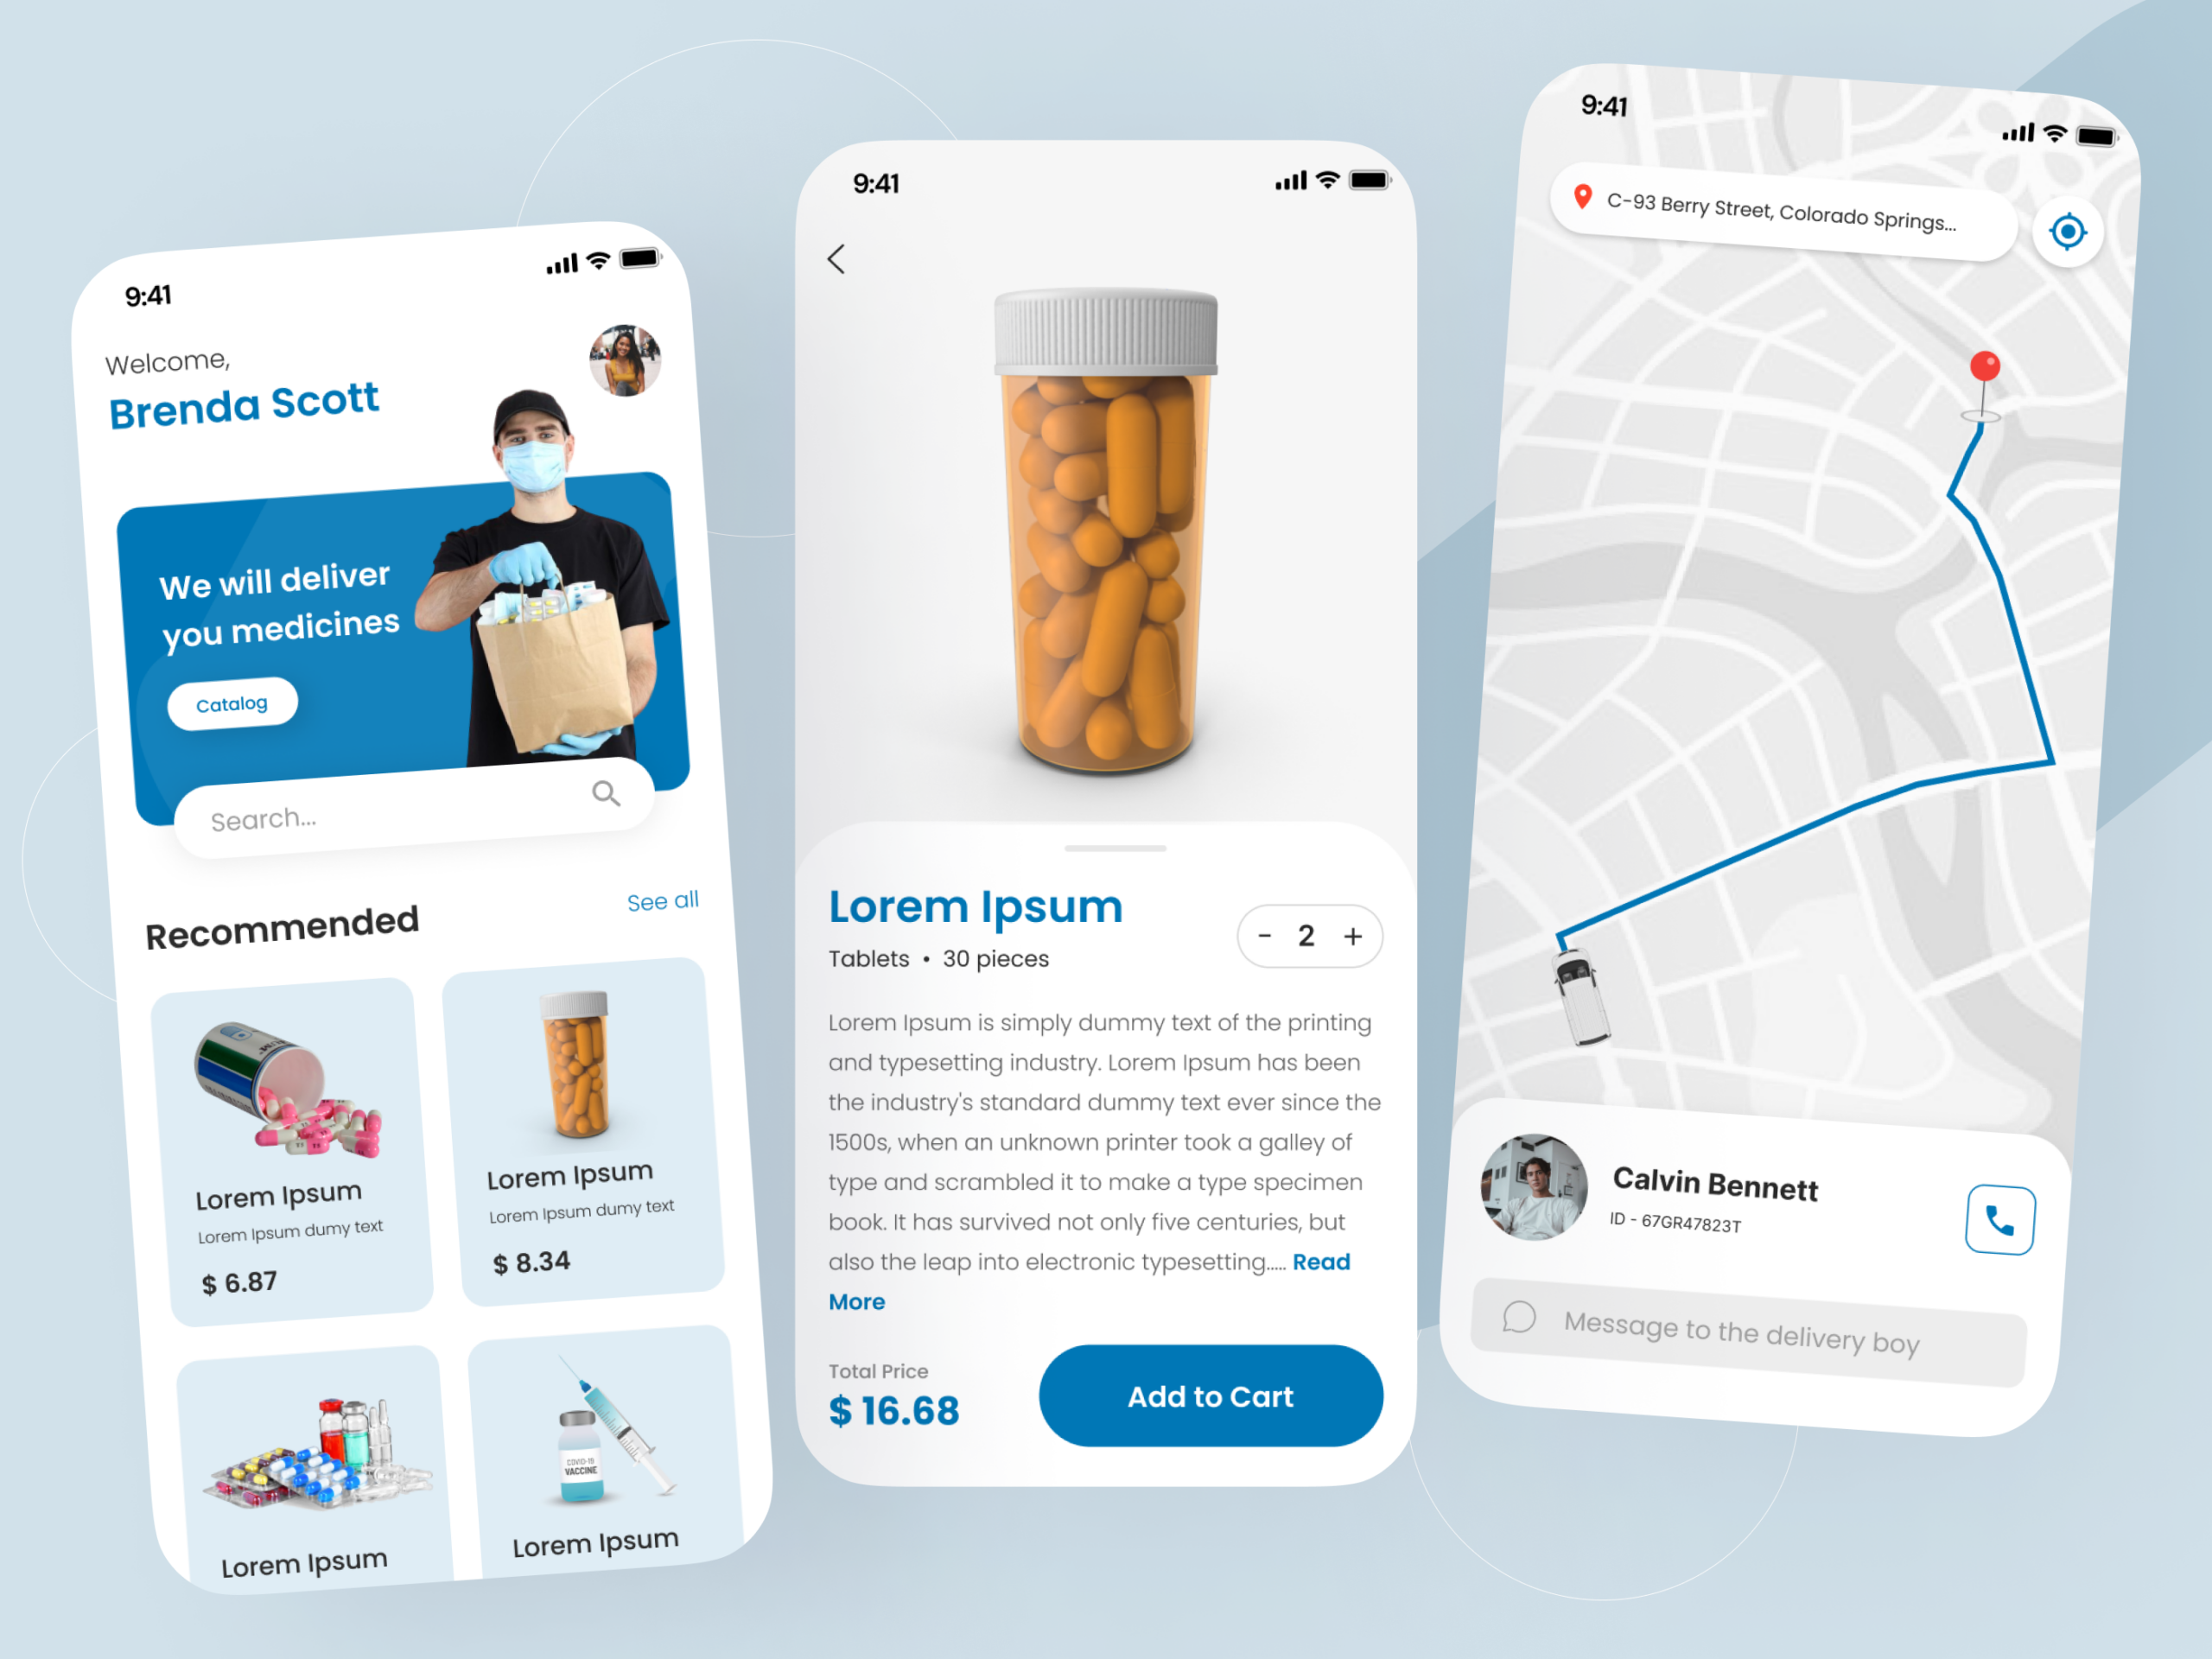 9:41
Welcome,
Brenda Scott
We will deliver
you medicines
Catalog
Search...
Recommended
See all
Lorem Ipsum
Lorem Ipsum dumy text
$ 6.87
Lorem Ipsum
Lorem Ipsum dumy text
$ 8.34
Lorem Ipsum
COVID-19
VACCINE
Lorem Ipsum
9:41
Lorem Ipsum
Tablets • 30 pieces
- 2 +
Lorem Ipsum is simply dummy text of the printing
and typesetting industry. Lorem Ipsum has been
the industry's standard dummy text ever since the
1500s, when an unknown printer took a galley of
type and scrambled it to make a type specimen
book. It has survived not only five centuries, but
also the leap into electronic typesetting..... Read
More
Total Price
$ 16.68
Add to Cart
9:41
C-93 Berry Street, Colorado Springs...
Calvin Bennett
ID - 67GR47823T
Message to the delivery boy